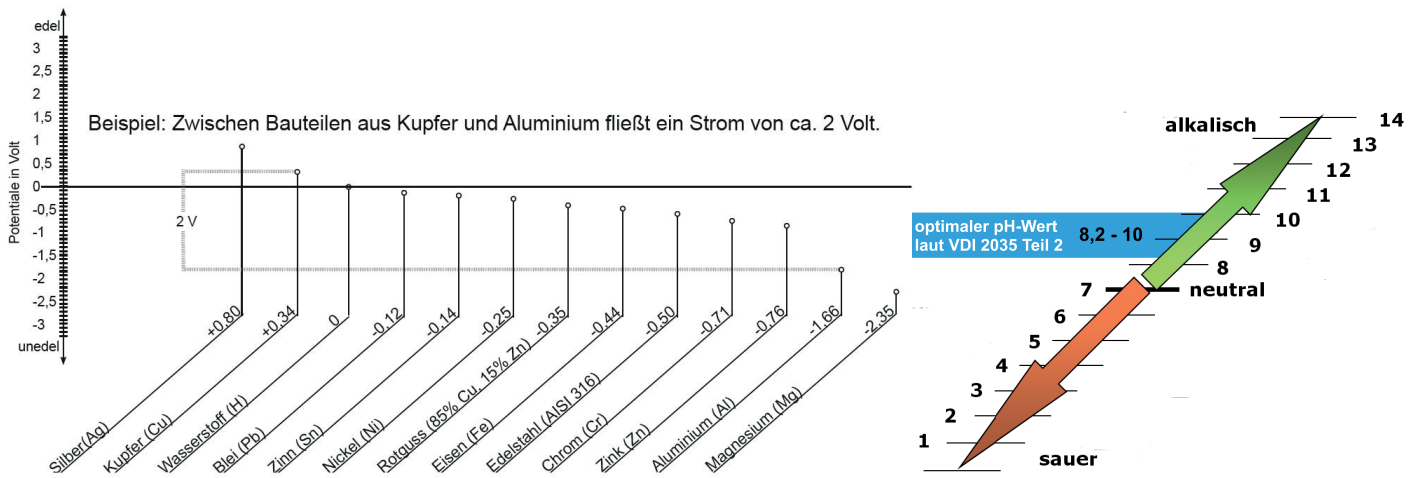 edel
3
2,5
2
1,5
1
0,5
0
-0,5
-1
-1,5
-2
-2,5
-3
unedel
Potentiale in Volt
Beispiel: Zwischen Bauteilen aus Kupfer und Aluminium fließt ein Strom von ca. 2 Volt.
2 V
Silber(Ag) +0,80
Kupfer (Cu) +0,34
Wasserstoff (H) 0
Blei (Pb) -0,12
Zinn (Sn) -0,14
Nickel (Ni) -0,25
Rotguss (85% Cu, 15% Zn) -0,35
Eisen (Fe) -0,44
Edelstahl (AISI 316) -0,50
Chrom (Cr) -0,71
Zink (Zn) -0,76
Aluminium (Al) -1,66
Magnesium (Mg) -2,35
alkalisch
14
13
12
11
10
9
8
optimaler pH-Wert
laut VDI 2035 Teil 2
8,2 - 10
7 neutral
6
5
4
3
2
1
sauer